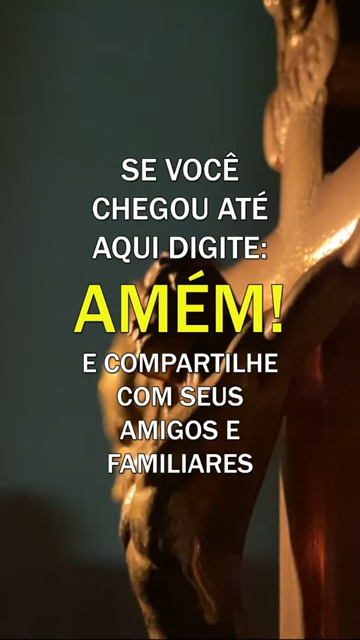 SE VOCÊ
CHEGOU ATÉ
AQUI DIGITE:
AMÉM!
E COMPARTILHE
COM SEUS
AMIGOS E
FAMILIARES